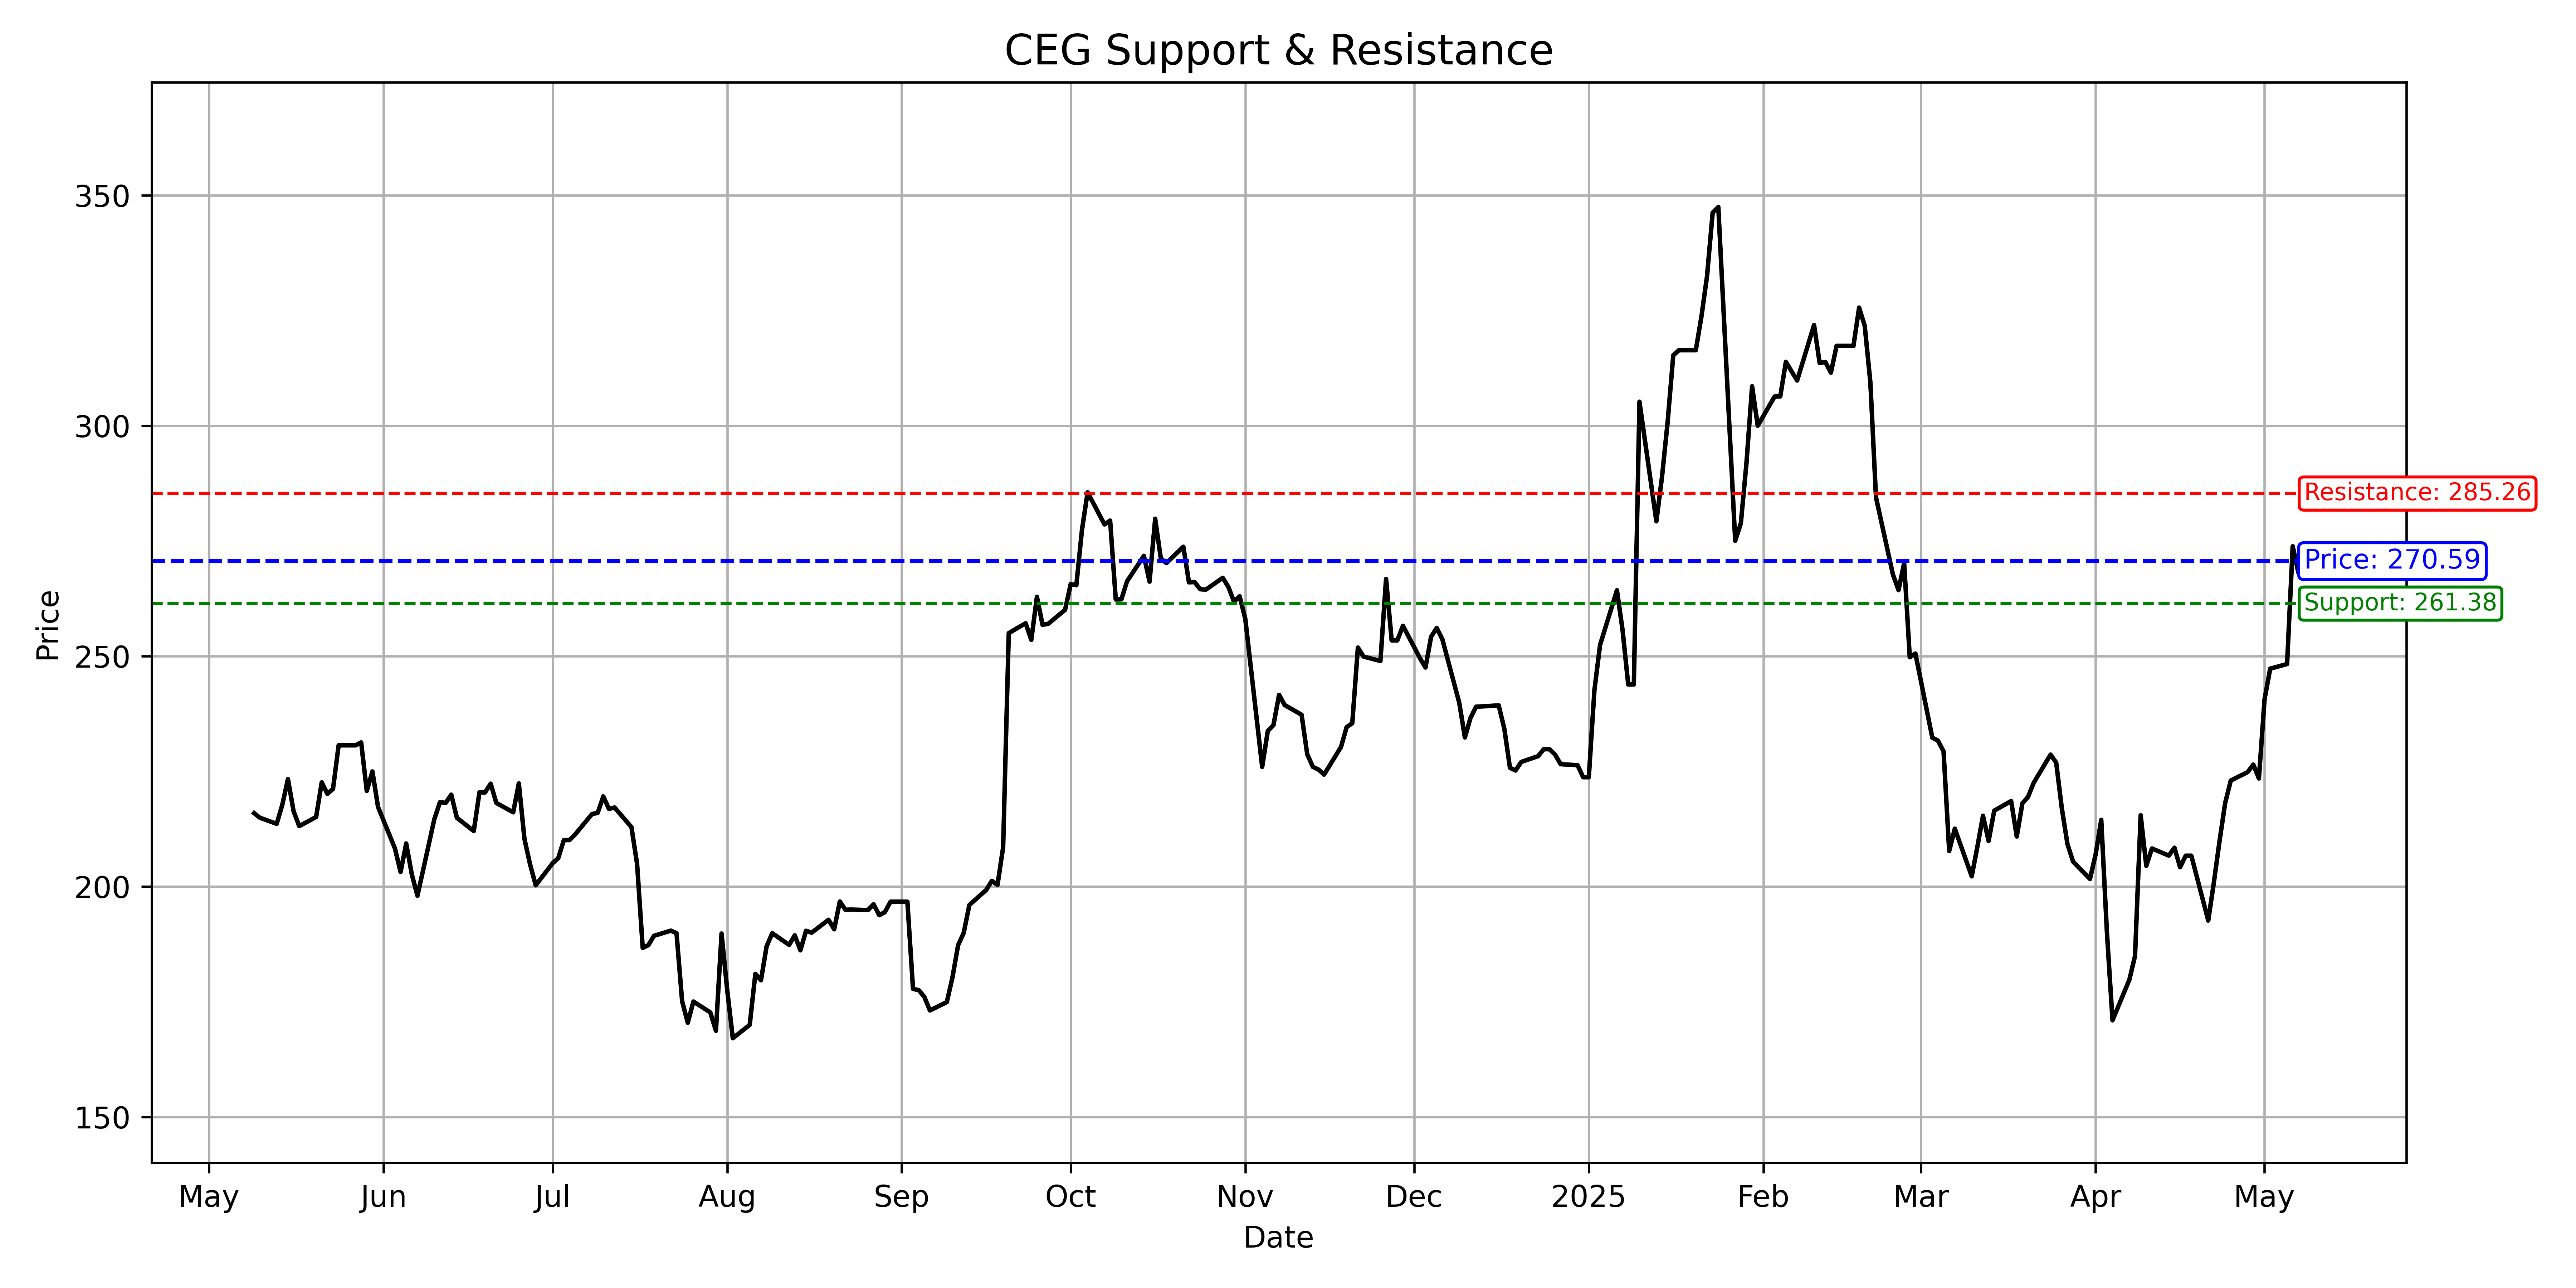 CEG Support & Resistance
Price
350
300
250
200
150
Resistance: 285.26
Price: 270.59
Support: 261.38
May Jun Jul Aug Sep Oct Nov Dec 2025 Feb Mar Apr May
Date